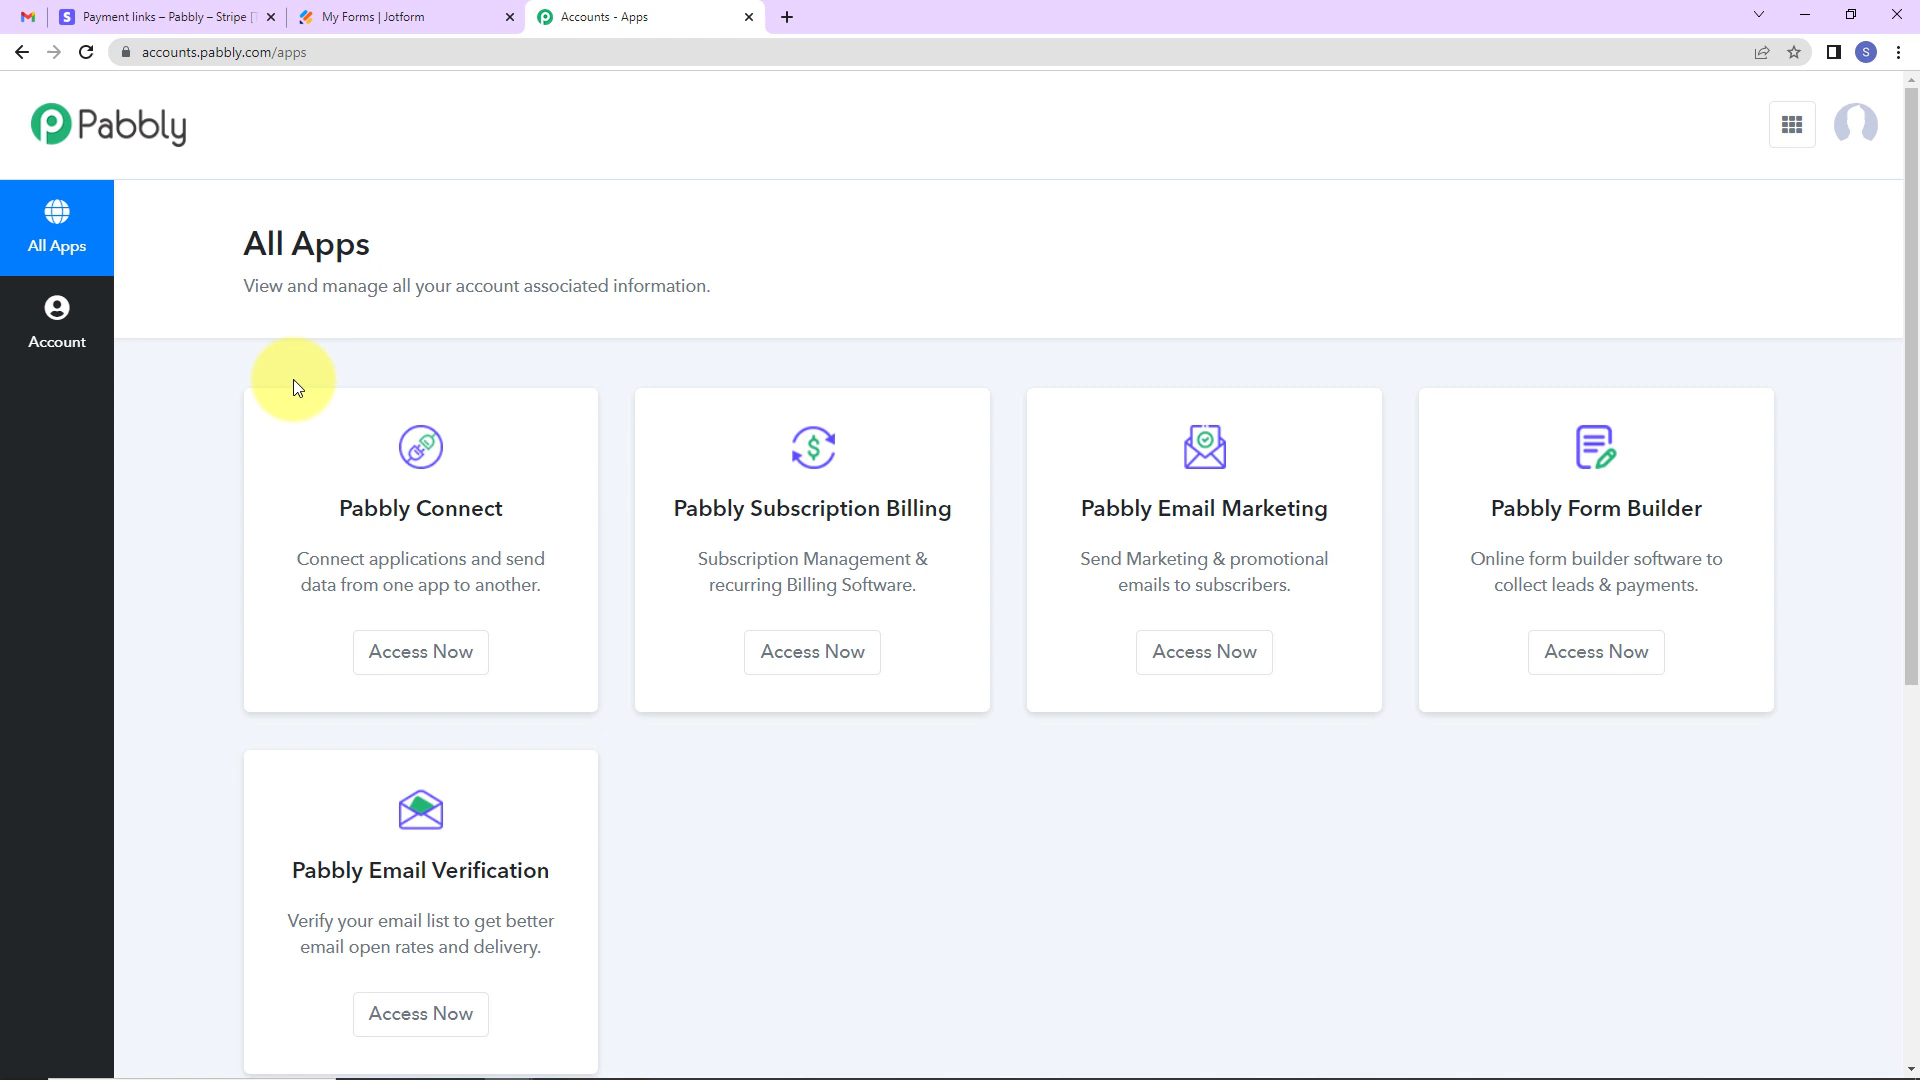 Payment links – Pabbly – Stripe [T
My Forms | Jotform
Accounts - Apps
accounts.pabbly.com/apps
S
Pabbly
All Apps
Account
All Apps
View and manage all your account associated information.
Pabbly Connect
Connect applications and send
data from one app to another.
Access Now
Pabbly Subscription Billing
Subscription Management &
recurring Billing Software.
Access Now
Pabbly Email Marketing
Send Marketing & promotional
emails to subscribers.
Access Now
Pabbly Form Builder
Online form builder software to
collect leads & payments.
Access Now
Pabbly Email Verification
Verify your email list to get better
email open rates and delivery.
Access Now